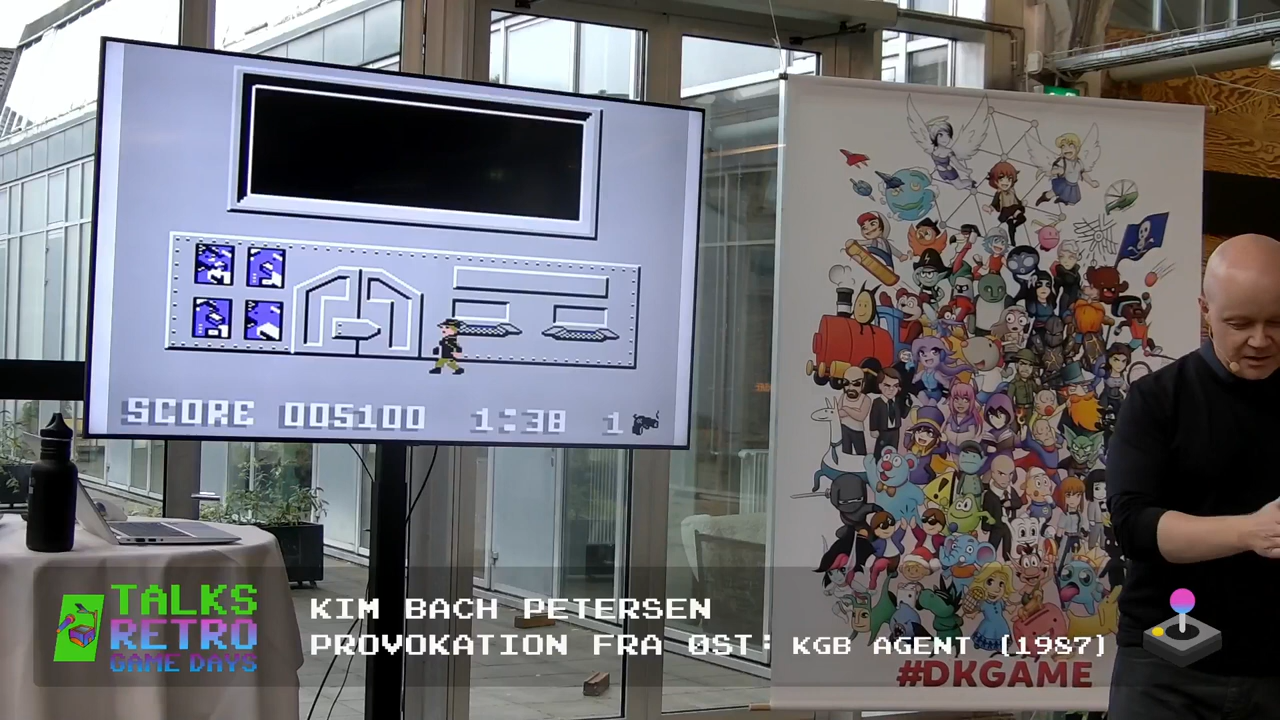 SCORE 005100 1:38 1
TALKS
RETRO
GAME DAYS
KIM BACH PETERSEN
PROVOKATION FRA ØST: KGB AGENT (1987)
#DKGAME